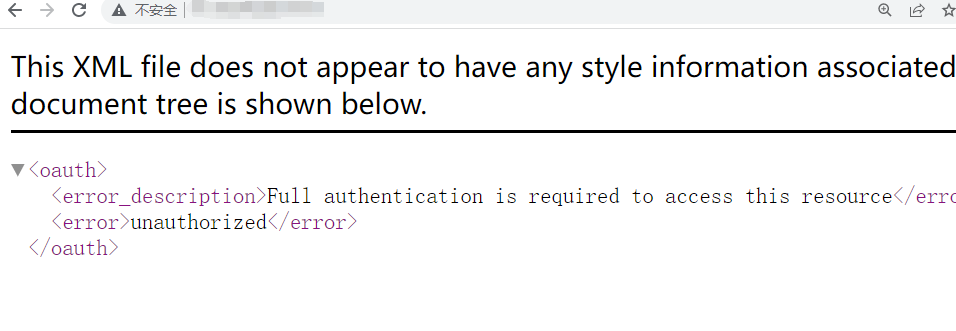 不安全
This XML file does not appear to have any style information associated
document tree is shown below.
<oauth>
<error_description>Full authentication is required to access this resource</erro
<error>unauthorized</error>
</oauth>